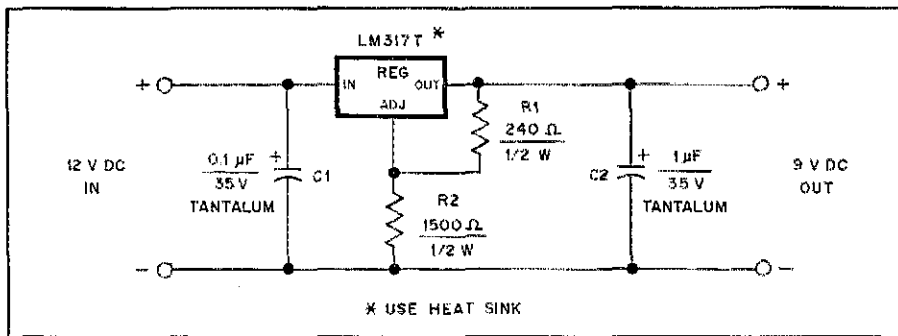 LM317T *
REG
IN
OUT
ADJ
+
+
R1
240 Ω
1/2 W
12 V DC
IN
0.1 µF
35 V
TANTALUM
+
C1
R2
1500 Ω
1/2 W
C2
+
1 µF
35 V
TANTALUM
9 V DC
OUT
−
−
* USE HEAT SINK